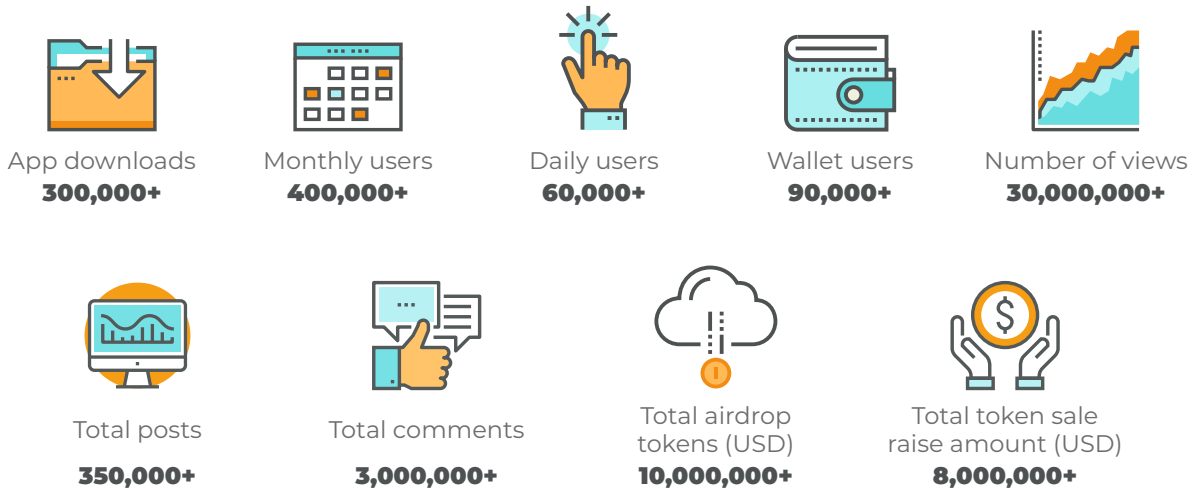 App downloads
300,000+
Monthly users
400,000+
Daily users
60,000+
Wallet users
90,000+
Number of views
30,000,000+
Total posts
350,000+
Total comments
3,000,000+
Total airdrop
tokens (USD)
10,000,000+
Total token sale
raise amount (USD)
8,000,000+